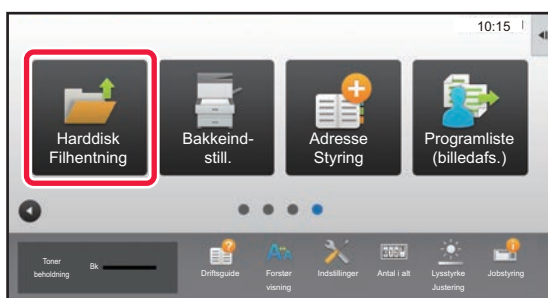 10:15
Harddisk
Filhentning
Bakkeind-
still.
Adresse
Styring
Programliste
(billedafs.)
Toner
beholdning
Bk
Driftsguide
Forstør
visning
Indstillinger
Antal i alt
Lysstyrke
Justering
Jobstyring